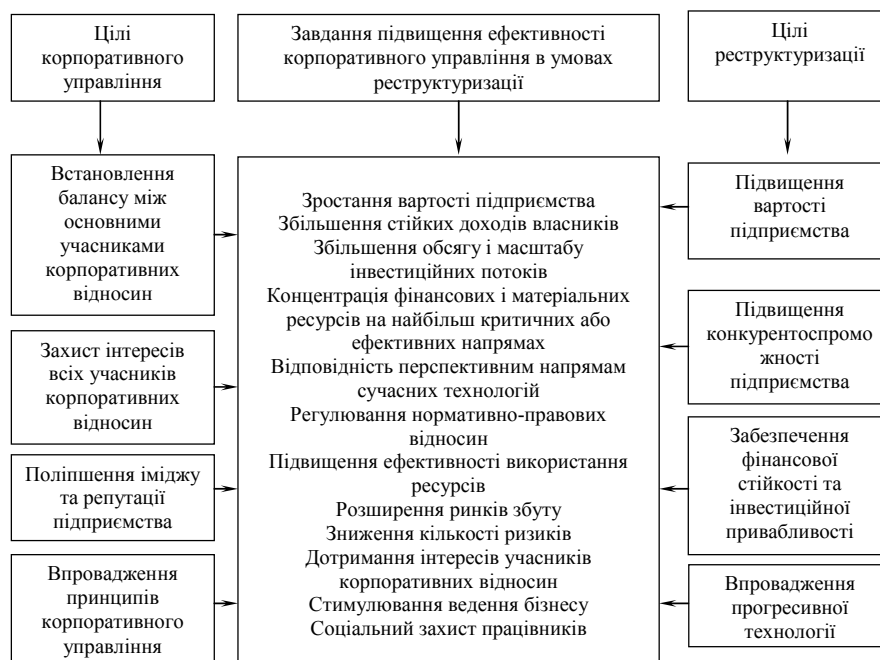 Цілі
корпоративного
управління
Завдання підвищення ефективності
корпоративного управління в умовах
реструктуризації
Цілі
реструктуризації
Встановлення
балансу між
основними
учасниками
корпоративних
відносин
Захист інтересів
всіх учасників
корпоративних
відносин
Поліпшення іміджу
та репутації
підприємства
Впровадження
принципів
корпоративного
управління
Зростання вартості підприємства
Збільшення стійких доходів власників
Збільшення обсягу і масштабу
інвестиційних потоків
Концентрація фінансових і матеріальних
ресурсів на найбільш критичних або
ефективних напрямах
Відповідність перспективним напрямам
сучасних технологій
Регулювання нормативно-правових
відносин
Підвищення ефективності використання
ресурсів
Розширення ринків збуту
Зниження кількості ризиків
Дотримання інтересів учасників
корпоративних відносин
Стимулювання ведення бізнесу
Соціальний захист працівників
Підвищення
вартості
підприємства
Підвищення
конкурентоспромо
жності
підприємства
Забезпечення
фінансової
стійкості та
інвестиційної
привабливості
Впровадження
прогресивної
технології